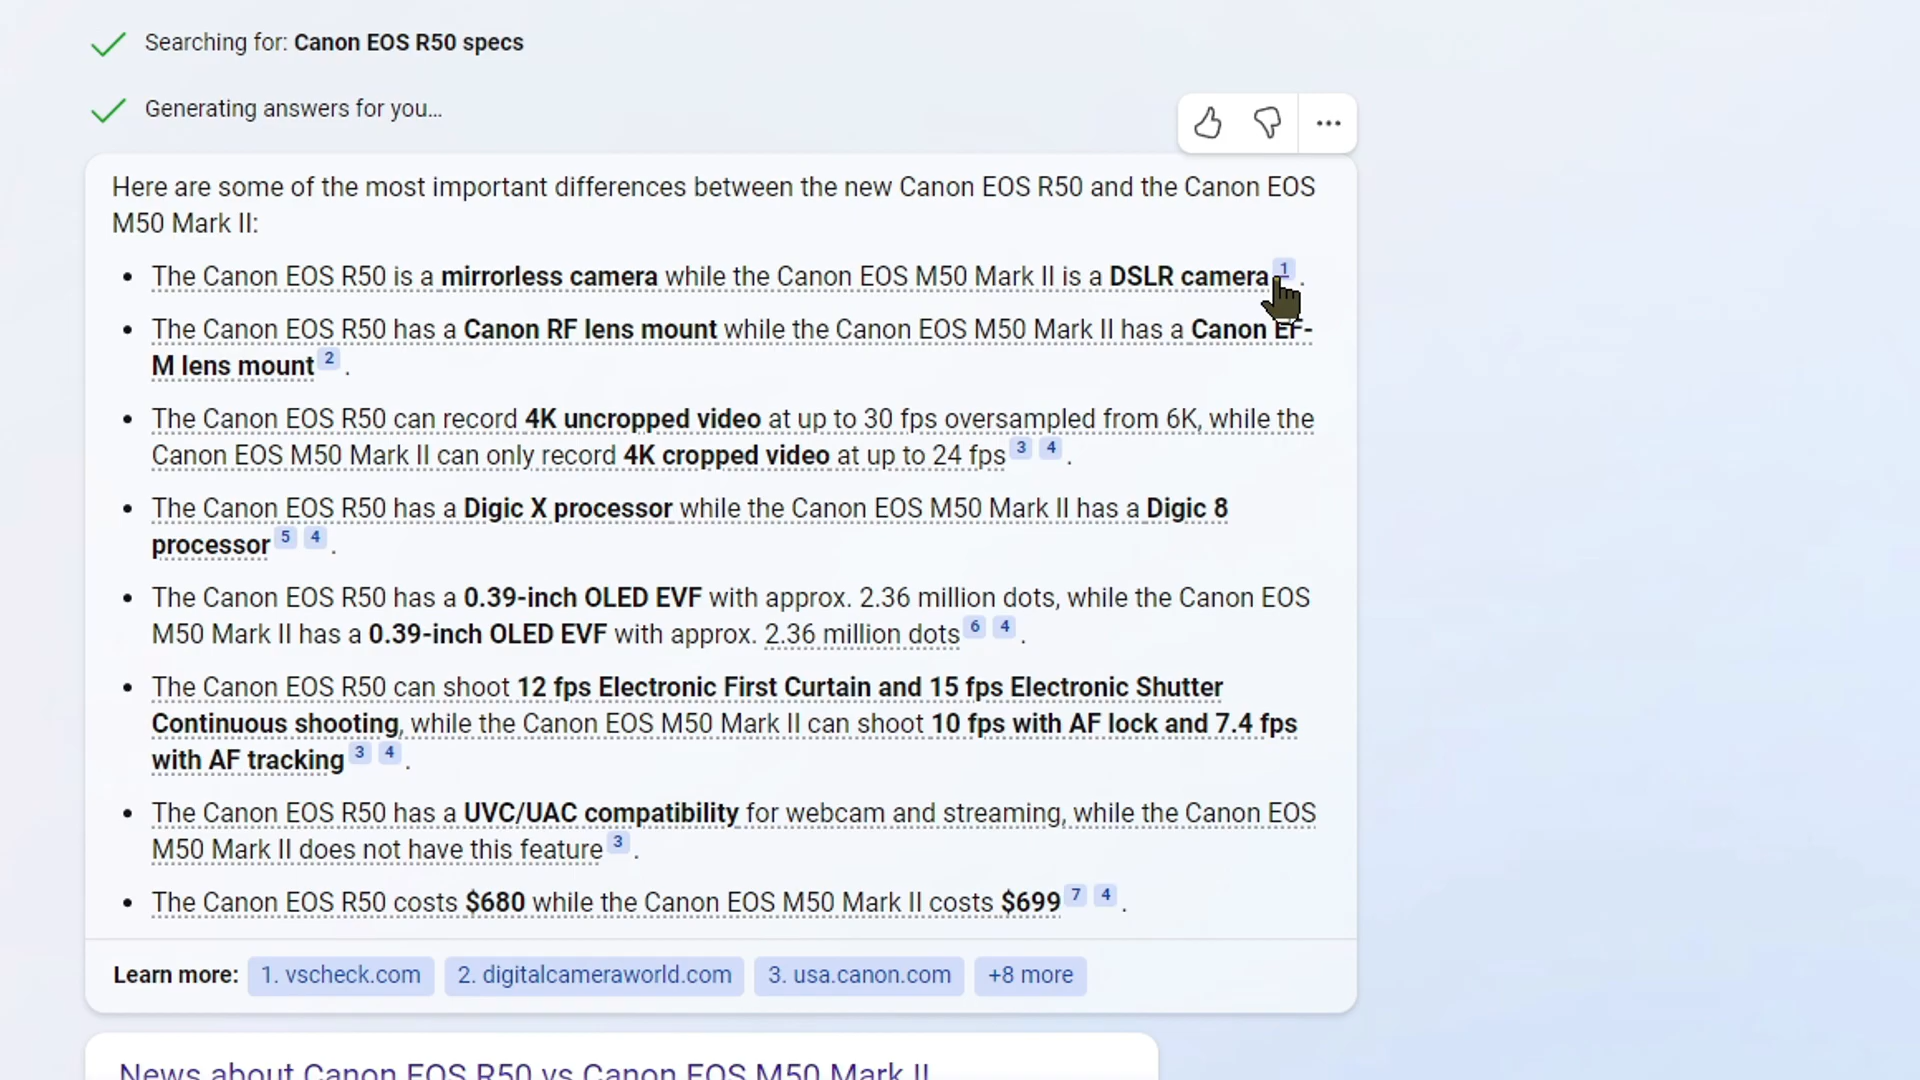 Searching for: Canon EOS R50 specs
Generating answers for you...
Here are some of the most important differences between the new Canon EOS R50 and the Canon EOS
M50 Mark II:
• The Canon EOS R50 is a mirrorless camera while the Canon EOS M50 Mark II is a DSLR camera 1 .
• The Canon EOS R50 has a Canon RF lens mount while the Canon EOS M50 Mark II has a Canon EF-
M lens mount 2 .
• The Canon EOS R50 can record 4K uncropped video at up to 30 fps oversampled from 6K, while the
Canon EOS M50 Mark II can only record 4K cropped video at up to 24 fps 3 4 .
• The Canon EOS R50 has a Digic X processor while the Canon EOS M50 Mark II has a Digic 8
processor 5 4 .
• The Canon EOS R50 has a 0.39-inch OLED EVF with approx. 2.36 million dots, while the Canon EOS
M50 Mark II has a 0.39-inch OLED EVF with approx. 2.36 million dots 6 4 .
• The Canon EOS R50 can shoot 12 fps Electronic First Curtain and 15 fps Electronic Shutter
Continuous shooting, while the Canon EOS M50 Mark II can shoot 10 fps with AF lock and 7.4 fps
with AF tracking 3 4 .
• The Canon EOS R50 has a UVC/UAC compatibility for webcam and streaming, while the Canon EOS
M50 Mark II does not have this feature 3 .
• The Canon EOS R50 costs $680 while the Canon EOS M50 Mark II costs $699 7 4 .
Learn more: 1. vscheck.com 2. digitalcameraworld.com 3. usa.canon.com +8 more
News about Canon EOS R50 vs Canon EOS M50 Mark II